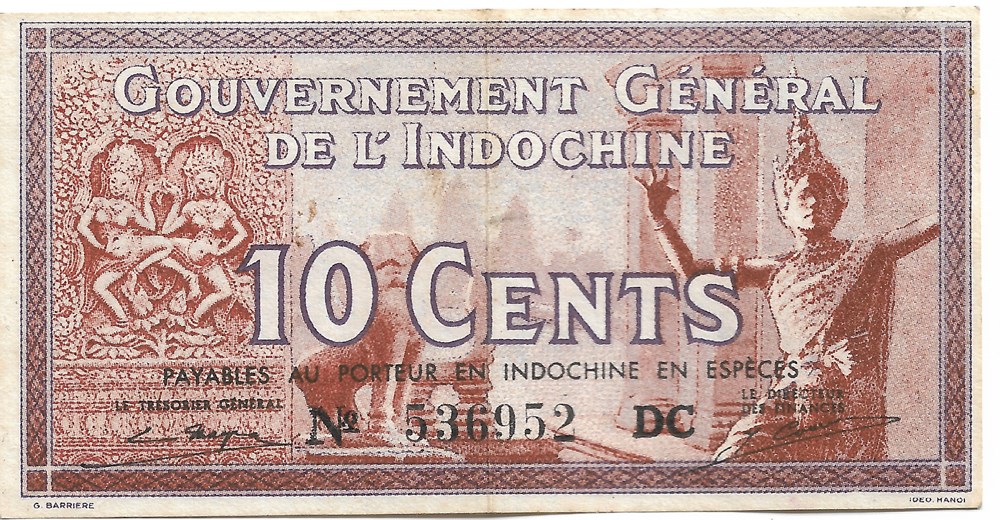 GOUVERNEMENT GÉNÉRAL
DE L'INDOCHINE
10 CENTS
PAYABLES AU PORTEUR EN INDOCHINE EN ESPÈCES
LE TRÉSORIER GÉNÉRAL
LE DIRECTEUR
DES FINANCES
No 536952 DC
G. BARRIERE
IDEO. HANOI